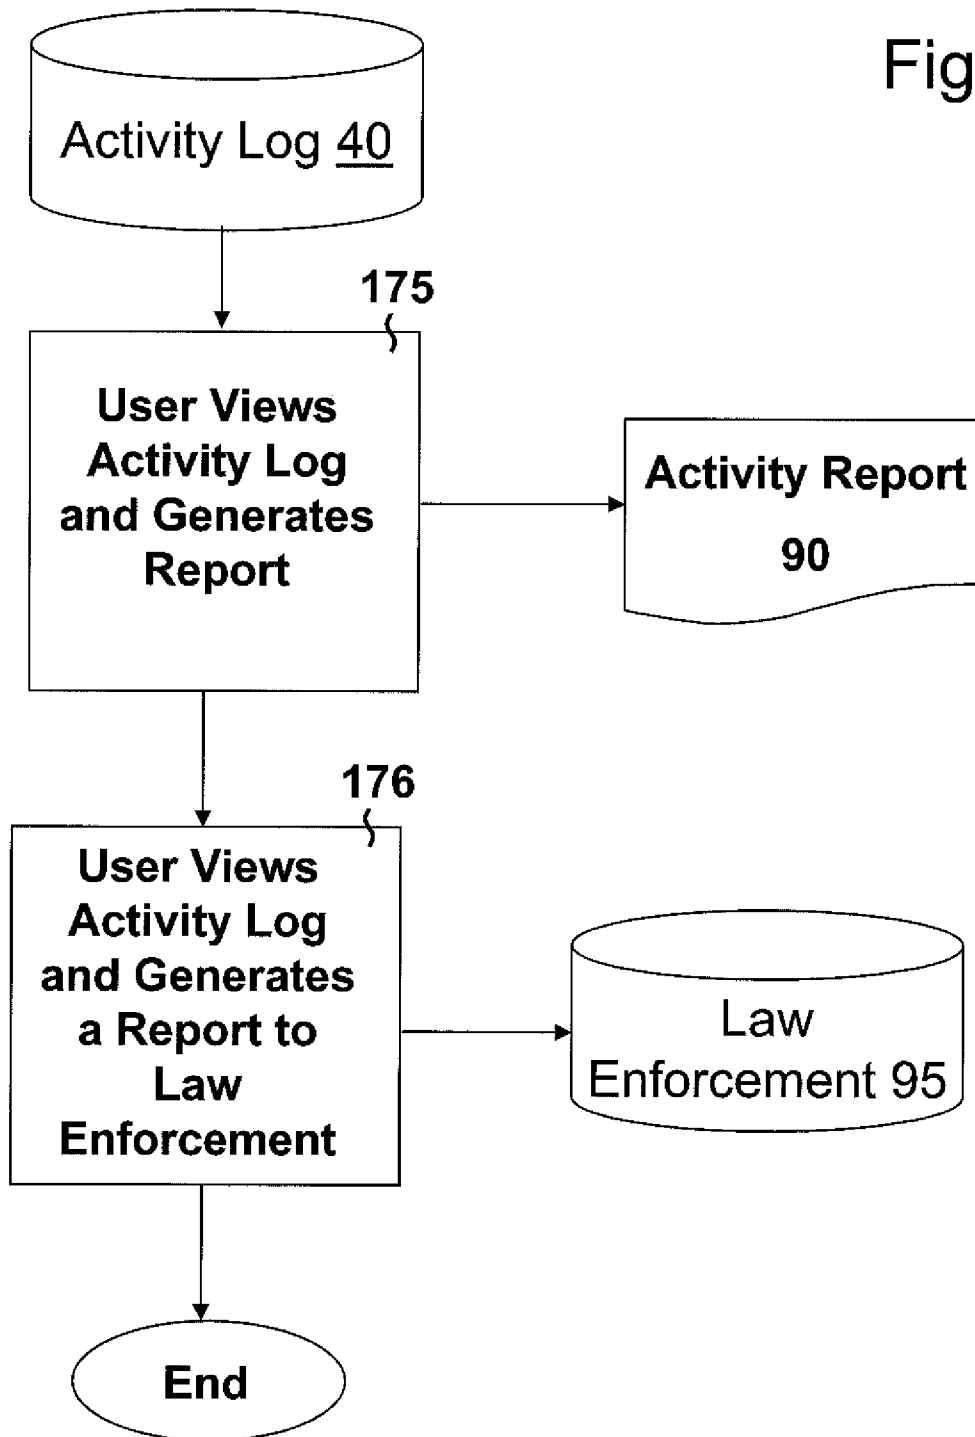 Fig
Activity Log 40
175
User Views
Activity Log
and Generates
Report
Activity Report
90
176
User Views
Activity Log
and Generates
a Report to
Law
Enforcement
Law
Enforcement 95
End